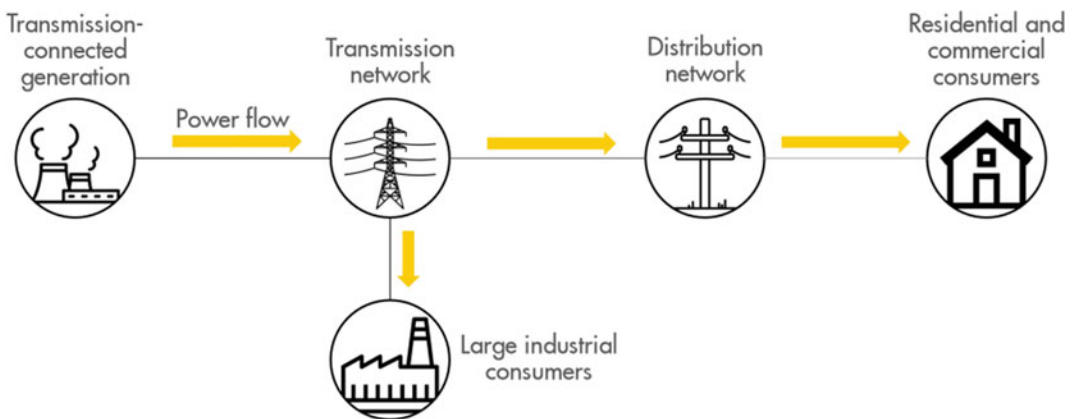 Transmission-
connected
generation
Power flow
Transmission
network
Distribution
network
Residential and
commercial
consumers
Large industrial
consumers